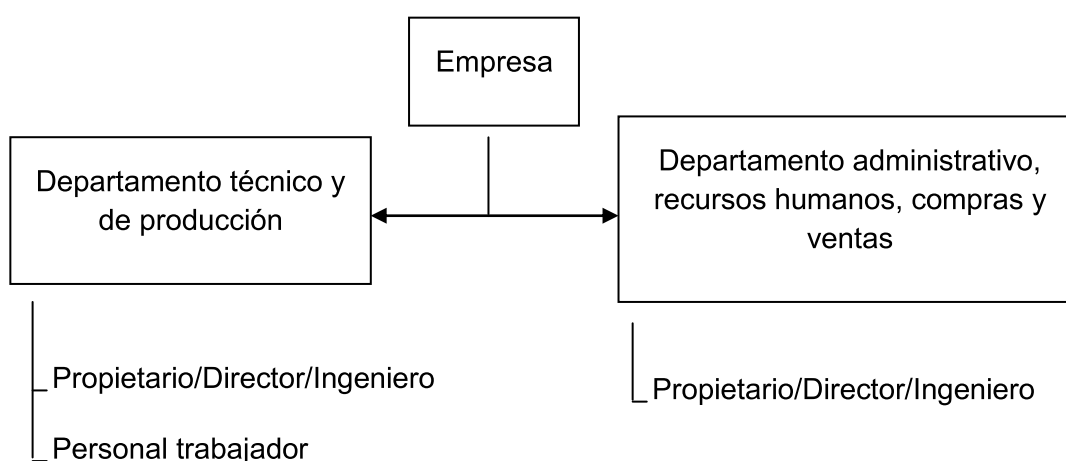 Empresa
Departamento técnico y
de producción
Departamento administrativo,
recursos humanos, compras y
ventas
Propietario/Director/Ingeniero
Personal trabajador
Propietario/Director/Ingeniero